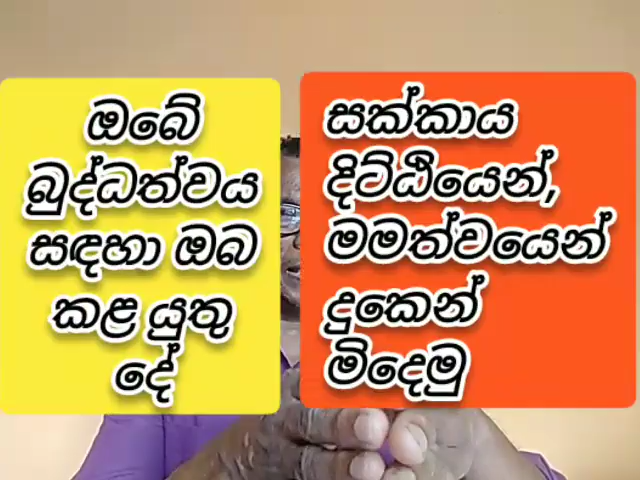 ඔබේ
බුද්ධත්වය
සඳහා ඔබ
කළ යුතු
දේ
සක්කාය
දිට්ඨියෙන්,
මමත්වයෙන්
දුකෙන්
මිදෙමු